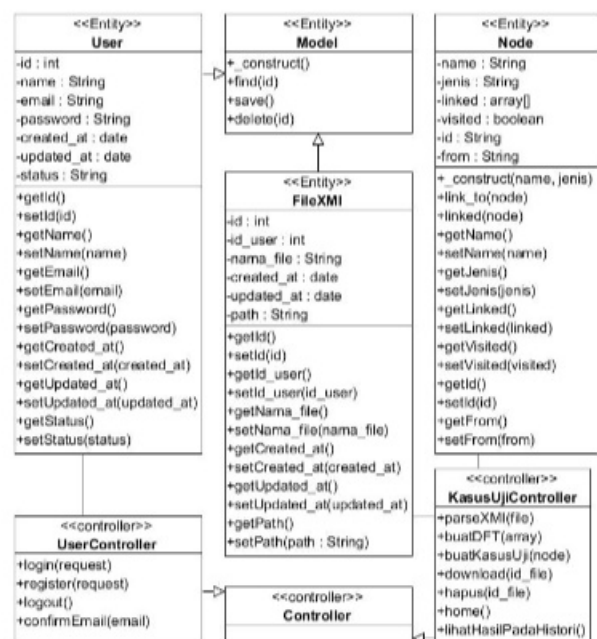 <<Entity>>
User
-id : int
-name : String
-email : String
-password : String
-created_at : date
-updated_at : date
-status : String
+getId()
+setId(id)
+getName()
+setName(name)
+getEmail()
+setEmail(email)
+getPassword()
+setPassword(password)
+getCreated_at()
+setCreated_at(created_at)
+getUpdated_at()
+setUpdated_at(updated_at)
+getStatus()
+setStatus(status)
<<Entity>>
Model
+_construct()
+find(id)
+save()
+delete(id)
<<Entity>>
Node
-name : String
-jenis : String
-linked : array[]
-visited : boolean
-id : String
-from : String
+_construct(name, jenis)
+link_to(node)
+linked(node)
+getName()
+setName(name)
+getJenis()
+setJenis(jenis)
+getLinked()
+setLinked(linked)
+getVisited()
+setVisited(visited)
+getId()
+setId(id)
+getFrom()
+setFrom(from)
<<Entity>>
FileXMI
-id : int
-id_user : int
-nama_file : String
-created_at : date
-updated_at : date
-path : String
+getId()
+setId(id)
+getId_user()
+setId_user(id_user)
+getNama_file()
+setNama_file(nama_file)
+getCreated_at()
+setCreated_at(created_at)
+getUpdated_at()
+setUpdated_at(updated_at)
+getPath()
+setPath(path : String)
<<controller>>
UserController
+login(request)
+register(request)
+logout()
+confirmEmail(email)
<<controller>>
Controller
<<controller>>
KasusUjiController
+parseXMI(file)
+buatDFT(array)
+buatKasusUji(node)
+download(id_file)
+hapus(id_file)
+home()
+lihatHasilPadaHistori()